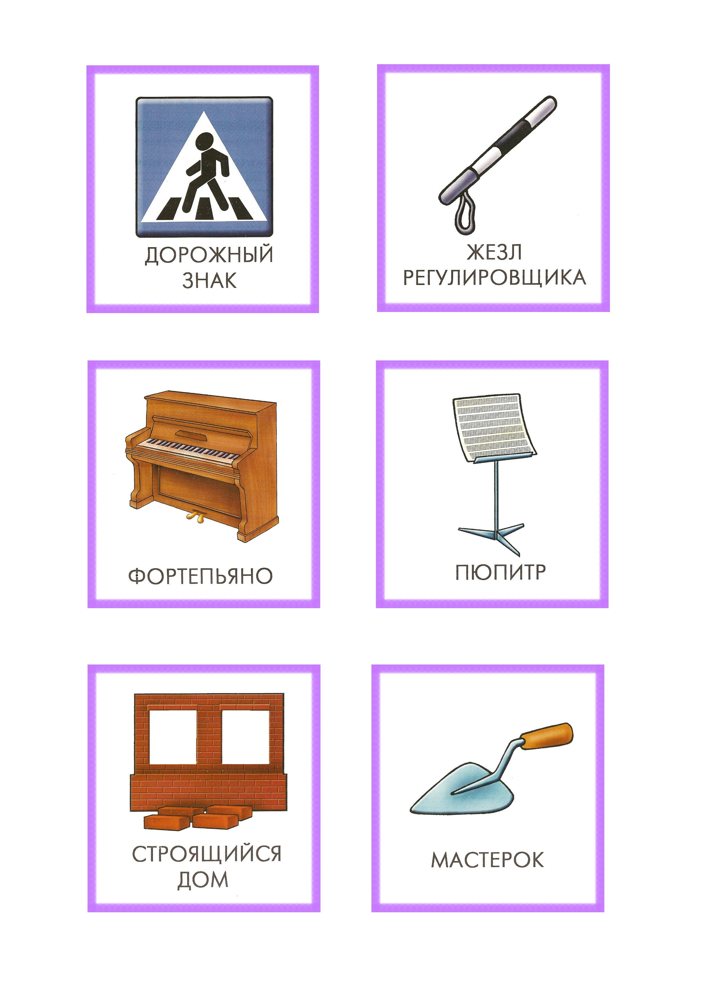 ДОРОЖНЫЙ
ЗНАК
ЖЕЗЛ
РЕГУЛИРОВЩИКА
ФОРТЕПЬЯНО
ПЮПИТР
СТРОЯЩИЙСЯ
ДОМ
МАСТЕРОК